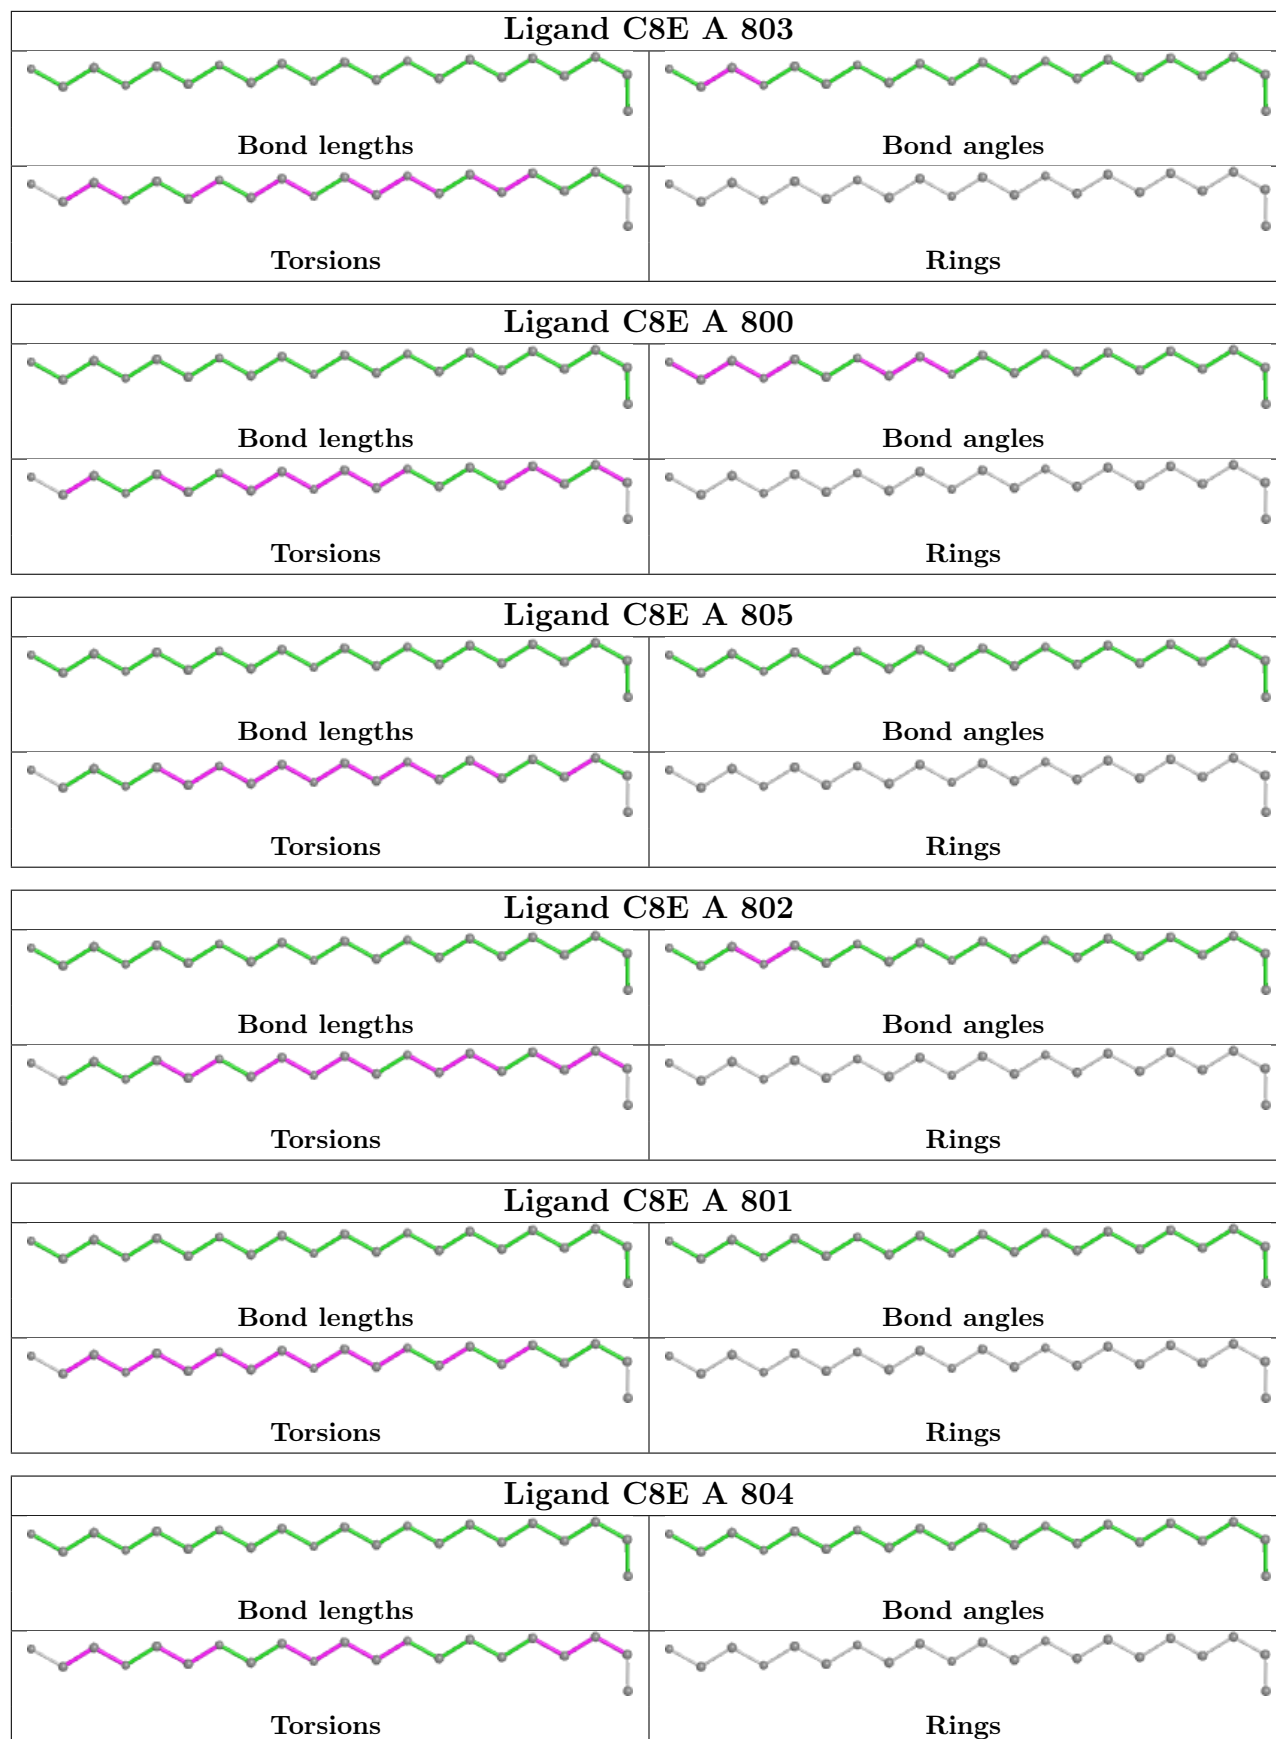 Ligand C8E A 803
Bond lengths
Bond angles
Torsions
Rings
Ligand C8E A 800
Bond lengths
Bond angles
Torsions
Rings
Ligand C8E A 805
Bond lengths
Bond angles
Torsions
Rings
Ligand C8E A 802
Bond lengths
Bond angles
Torsions
Rings
Ligand C8E A 801
Bond lengths
Bond angles
Torsions
Rings
Ligand C8E A 804
Bond lengths
Bond angles
Torsions
Rings